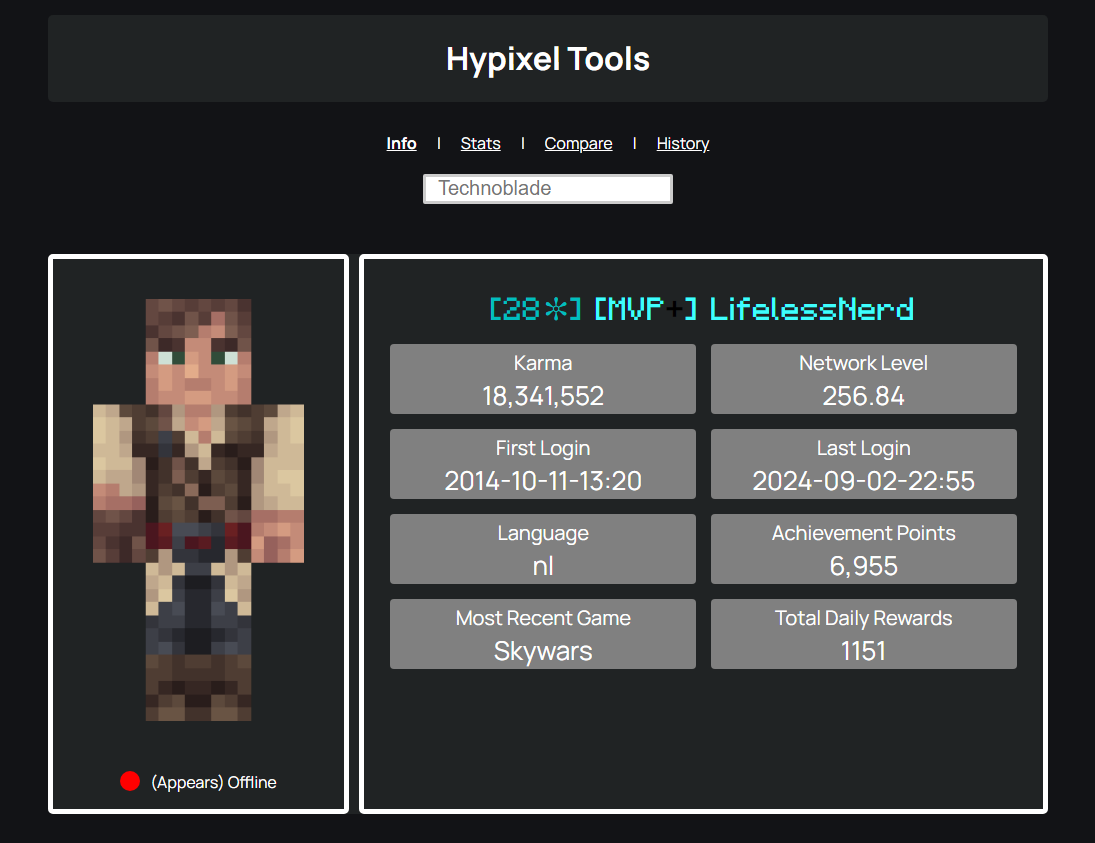 Hypixel Tools
Info | Stats | Compare | History
Technoblade
[28✼] [MVP+] LifelessNerd
Karma
18,341,552
Network Level
256.84
First Login
2014-10-11-13:20
Last Login
2024-09-02-22:55
Language
nl
Achievement Points
6,955
Most Recent Game
Skywars
Total Daily Rewards
1151
(Appears) Offline